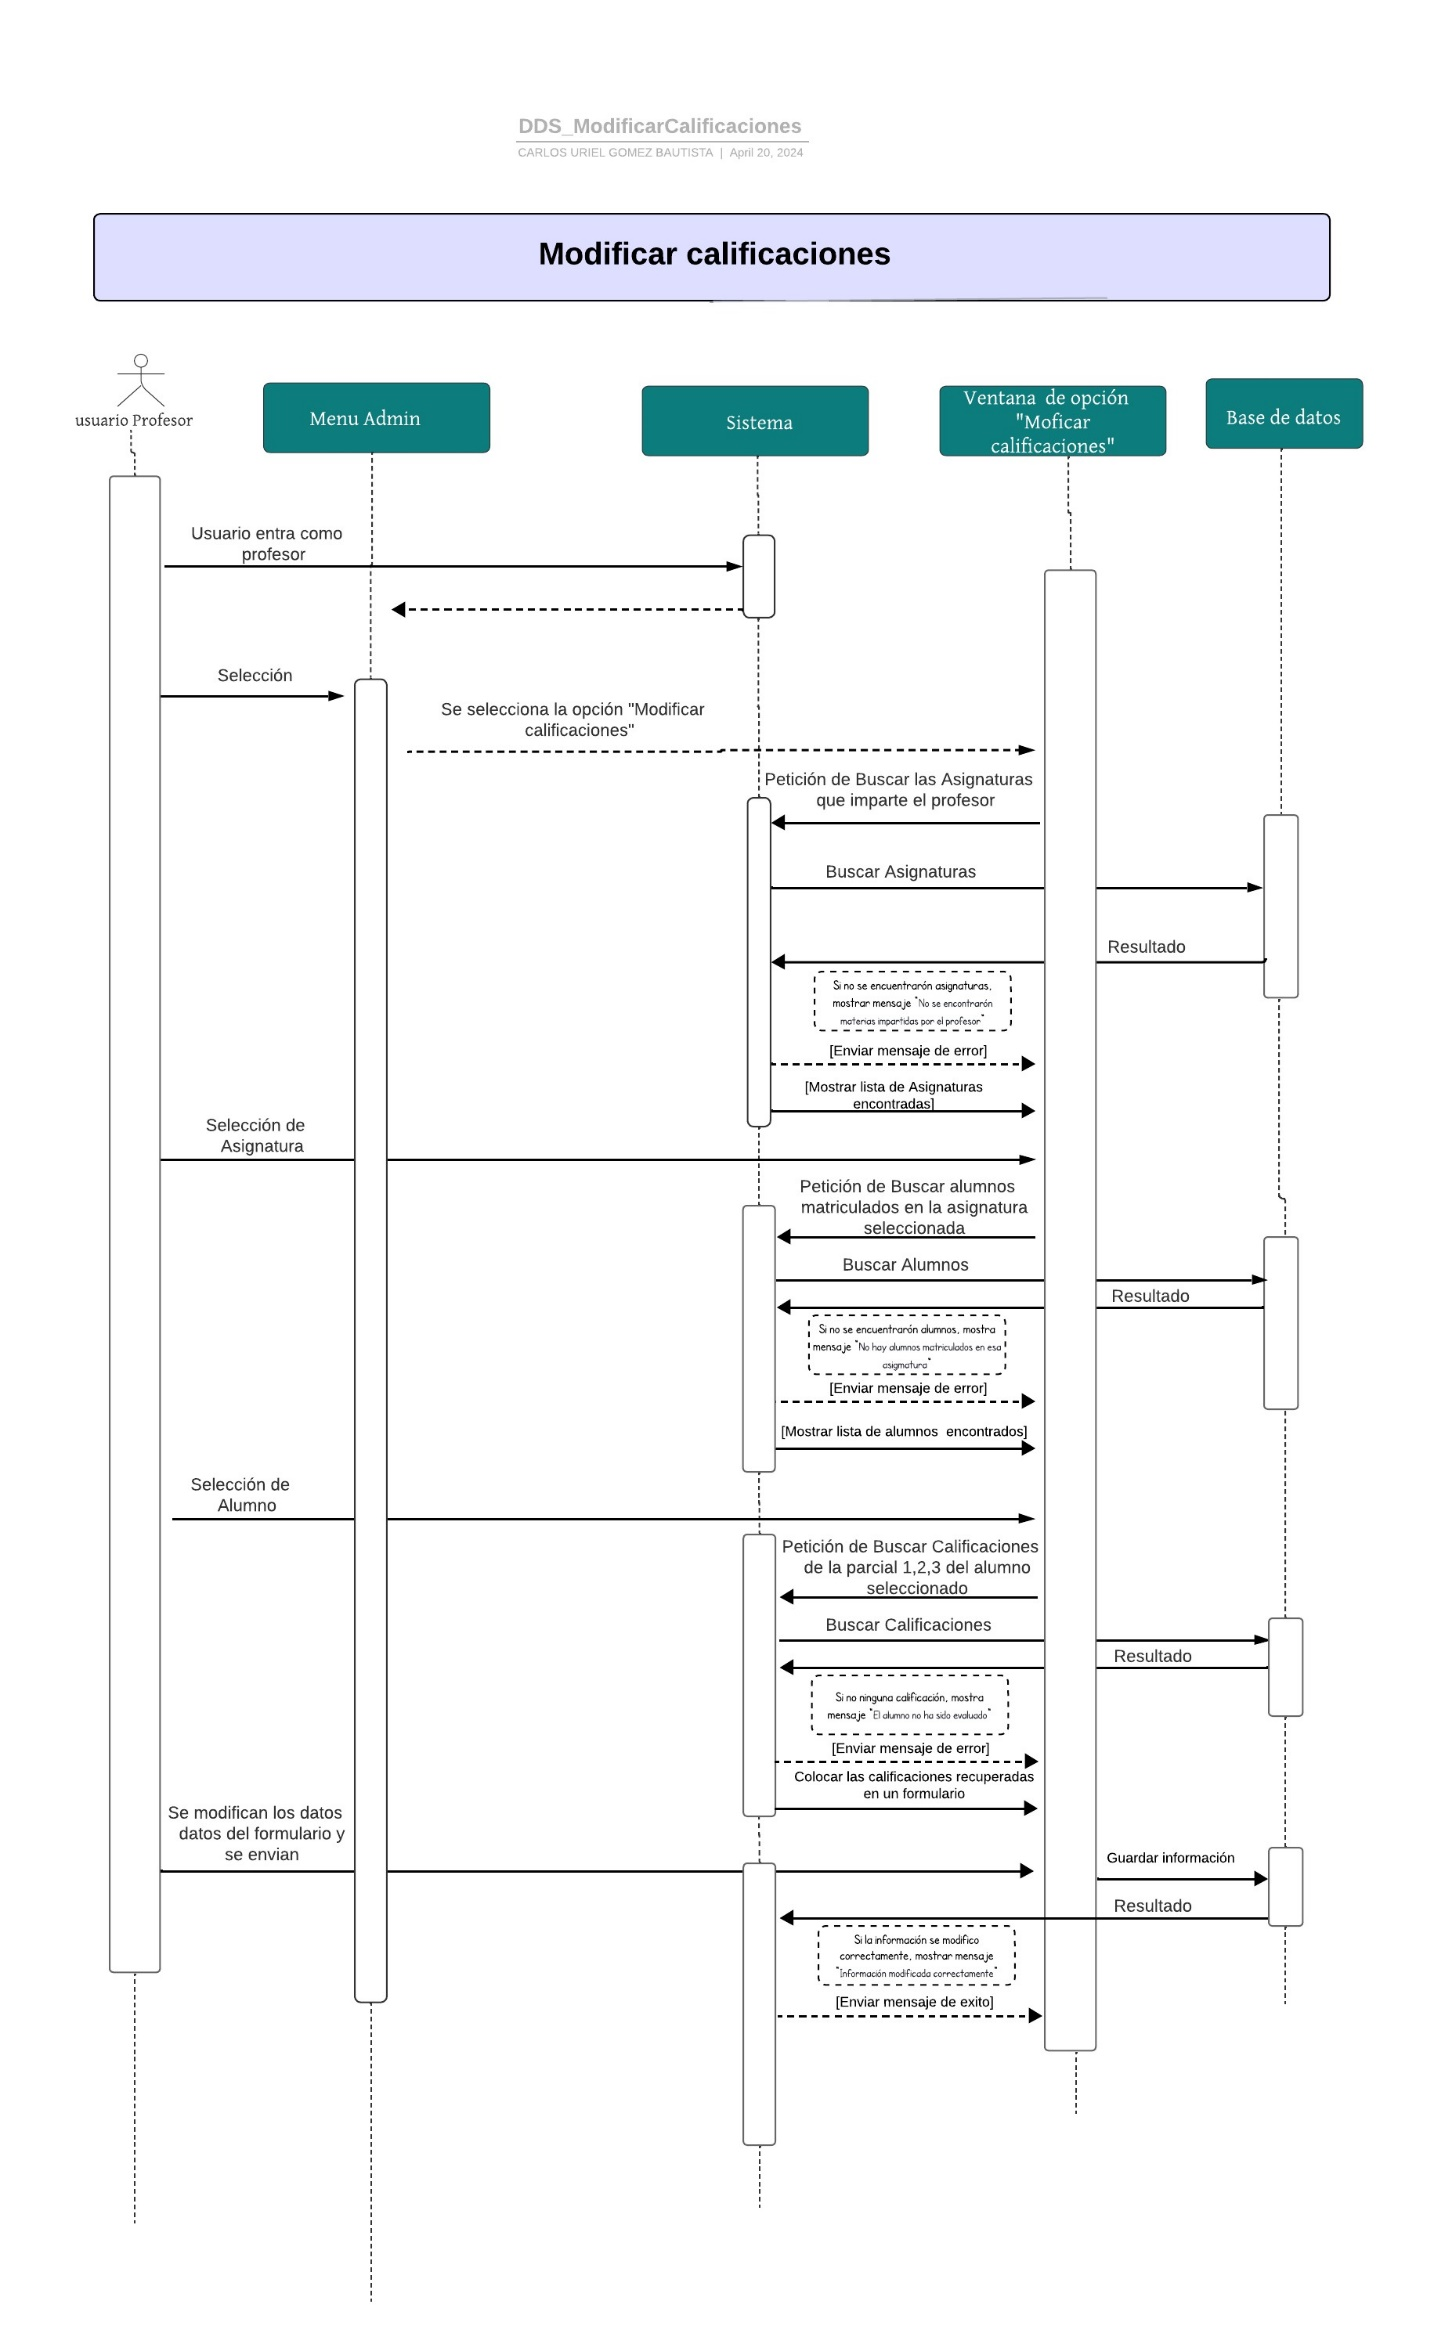 DDS_ModificarCalificaciones
CARLOS URIEL GOMEZ BAUTISTA | April 20, 2024
Modificar calificaciones
usuario Profesor
Menu Admin
Sistema
Ventana de opción
"Moficar
calificaciones"
Base de datos
Usuario entra como
profesor
Selección
Se selecciona la opción "Modificar
calificaciones"
Petición de Buscar las Asignaturas
que imparte el profesor
Buscar Asignaturas
Resultado
Si no se encuentrarón asignaturas,
mostrar mensaje "No se encontrarón
materias impartidas por el profesor"
[Enviar mensaje de error]
[Mostrar lista de Asignaturas
encontradas]
Selección de
Asignatura
Petición de Buscar alumnos
matriculados en la asignatura
seleccionada
Buscar Alumnos
Resultado
Si no se encuentrarón alumnos, mostra
mensaje "No hay alumnos matriculados en esa
asigmatura"
[Enviar mensaje de error]
[Mostrar lista de alumnos encontrados]
Selección de
Alumno
Petición de Buscar Calificaciones
de la parcial 1,2,3 del alumno
seleccionado
Buscar Calificaciones
Resultado
Si no ninguna calificación, mostra
mensaje "El alumno no ha sido evaluado"
[Enviar mensaje de error]
Colocar las calificaciones recuperadas
en un formulario
Se modifican los datos
datos del formulario y
se envian
Guardar información
Resultado
Si la información se modifico
correctamente, mostrar mensaje
"Información modificada correctamente"
[Enviar mensaje de exito]